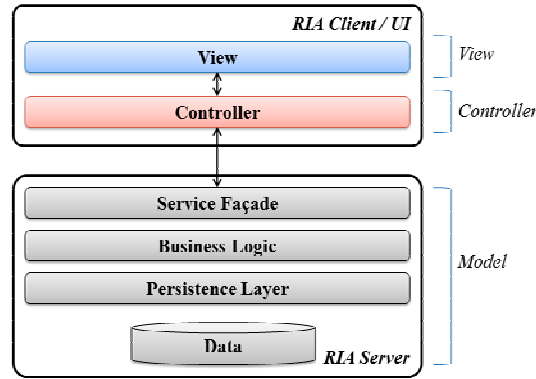 RIA Client / UI
View
View
Controller
Controller
Service Façade
Business Logic
Persistence Layer
Model
Data
RIA Server